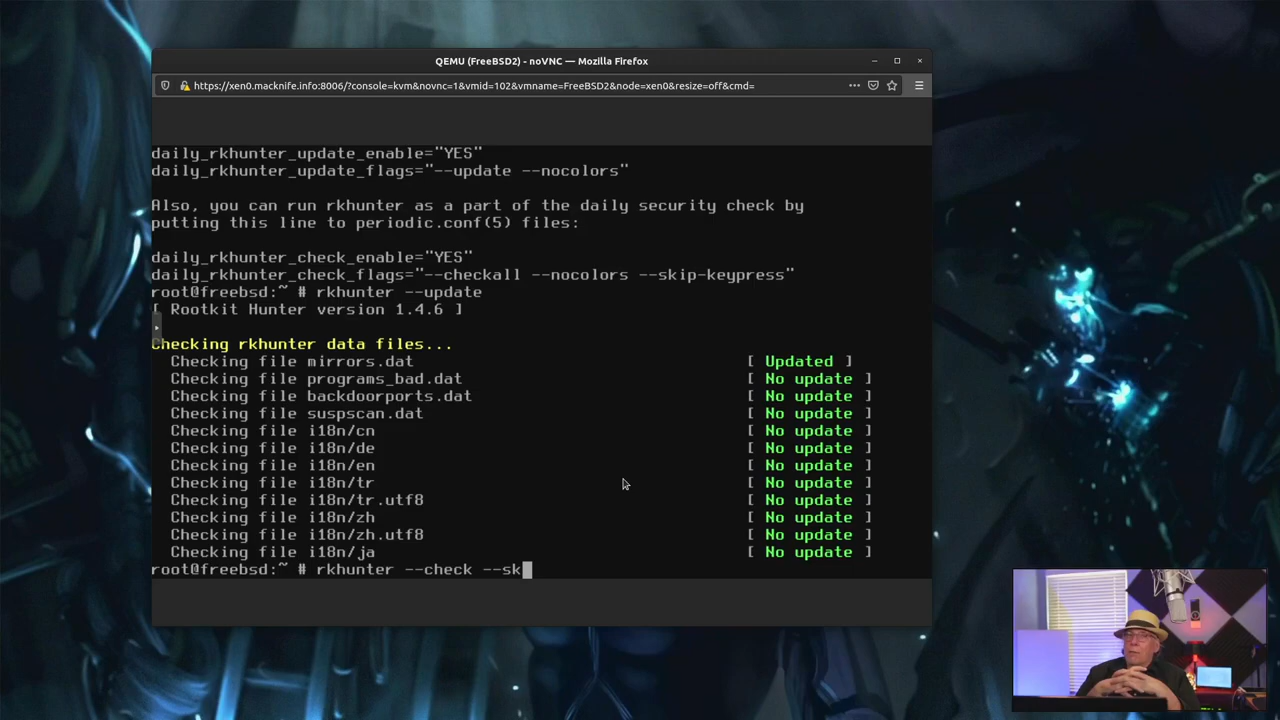 QEMU (FreeBSD2) - noVNC — Mozilla Firefox
https://xen0.macknife.info:8006/?console=kvm&novnc=1&vmid=102&vmname=FreeBSD2&node=xen0&resize=off&cmd=
daily_rkhunter_update_enable="YES"
daily_rkhunter_update_flags="--update --nocolors"
Also, you can run rkhunter as a part of the daily security check by
putting this line to periodic.conf(5) files:
daily_rkhunter_check_enable="YES"
daily_rkhunter_check_flags="--checkall --nocolors --skip-keypress"
root@freebsd:~ # rkhunter --update
[ Rootkit Hunter version 1.4.6 ]
Checking rkhunter data files...
Checking file mirrors.dat [ Updated ]
Checking file programs_bad.dat [ No update ]
Checking file backdoorports.dat [ No update ]
Checking file suspscan.dat [ No update ]
Checking file i18n/cn [ No update ]
Checking file i18n/de [ No update ]
Checking file i18n/en [ No update ]
Checking file i18n/tr [ No update ]
Checking file i18n/tr.utf8 [ No update ]
Checking file i18n/zh [ No update ]
Checking file i18n/zh.utf8 [ No update ]
Checking file i18n/ja [ No update ]
root@freebsd:~ # rkhunter --check --sk